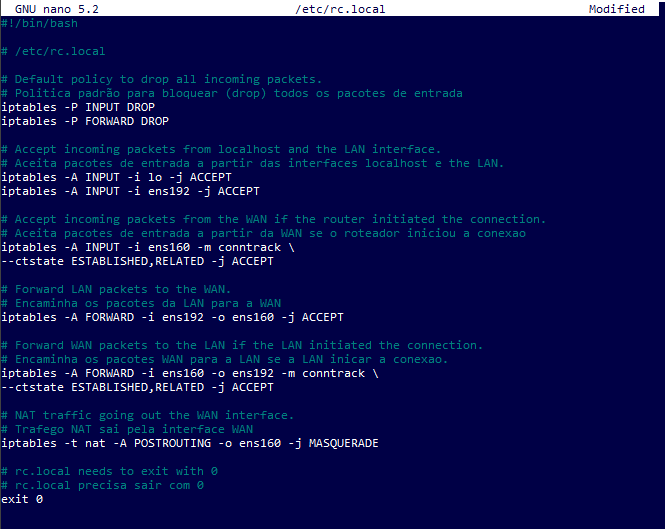 GNU nano 5.2 /etc/rc.local Modified
#!/bin/bash
# /etc/rc.local
# Default policy to drop all incoming packets.
# Politica padrão para bloquear (drop) todos os pacotes de entrada
iptables -P INPUT DROP
iptables -P FORWARD DROP
# Accept incoming packets from localhost and the LAN interface.
# Aceita pacotes de entrada a partir das interfaces localhost e the LAN.
iptables -A INPUT -i lo -j ACCEPT
iptables -A INPUT -i ens192 -j ACCEPT
# Accept incoming packets from the WAN if the router initiated the connection.
# Aceita pacotes de entrada a partir da WAN se o roteador iniciou a conexao
iptables -A INPUT -i ens160 -m conntrack \
--ctstate ESTABLISHED,RELATED -j ACCEPT
# Forward LAN packets to the WAN.
# Encaminha os pacotes da LAN para a WAN
iptables -A FORWARD -i ens192 -o ens160 -j ACCEPT
# Forward WAN packets to the LAN if the LAN initiated the connection.
# Encaminha os pacotes WAN para a LAN se a LAN inicar a conexao.
iptables -A FORWARD -i ens160 -o ens192 -m conntrack \
--ctstate ESTABLISHED,RELATED -j ACCEPT
# NAT traffic going out the WAN interface.
# Trafego NAT sai pela interface WAN
iptables -t nat -A POSTROUTING -o ens160 -j MASQUERADE
# rc.local needs to exit with 0
# rc.local precisa sair com 0
exit 0